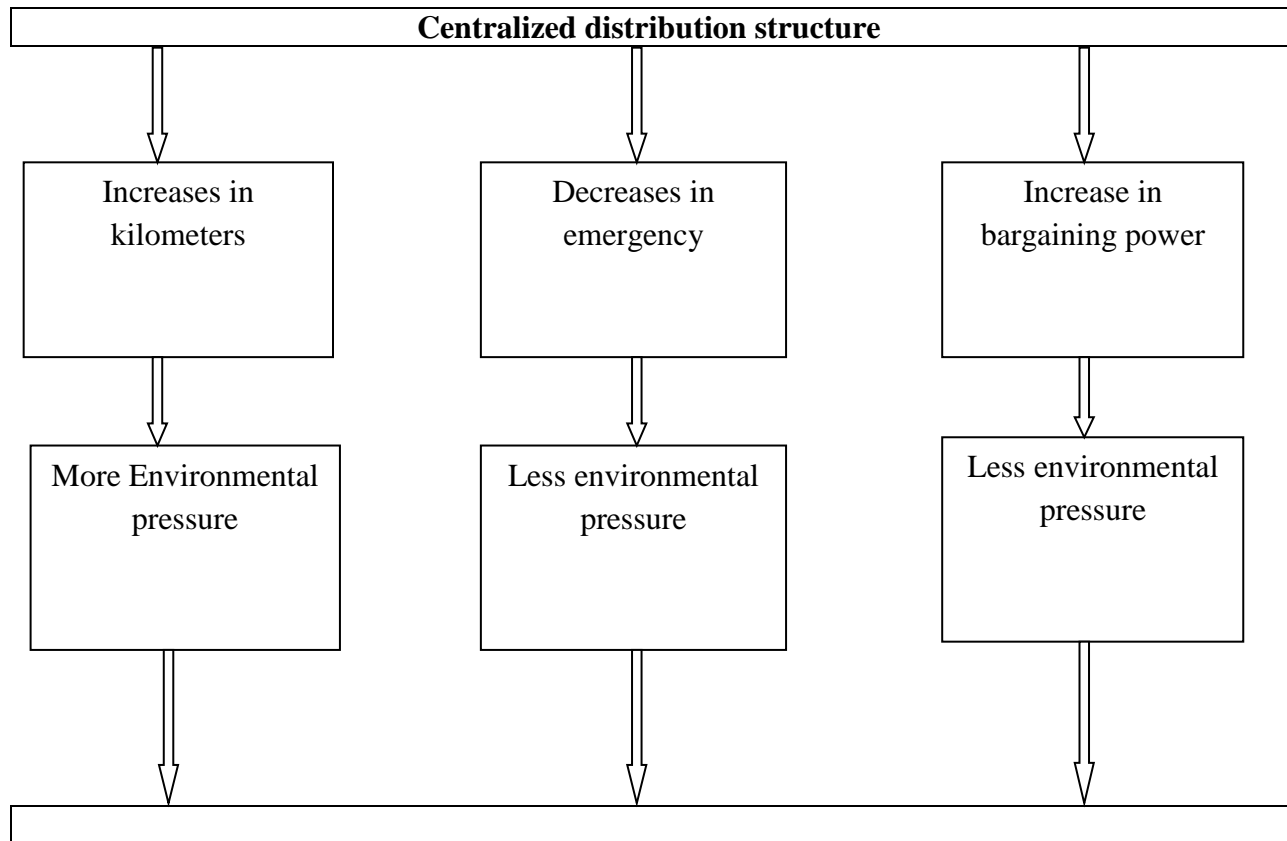 Centralized distribution structure
Increases in
kilometers
Decreases in
emergency
Increase in
bargaining power
More Environmental
pressure
Less environmental
pressure
Less environmental
pressure